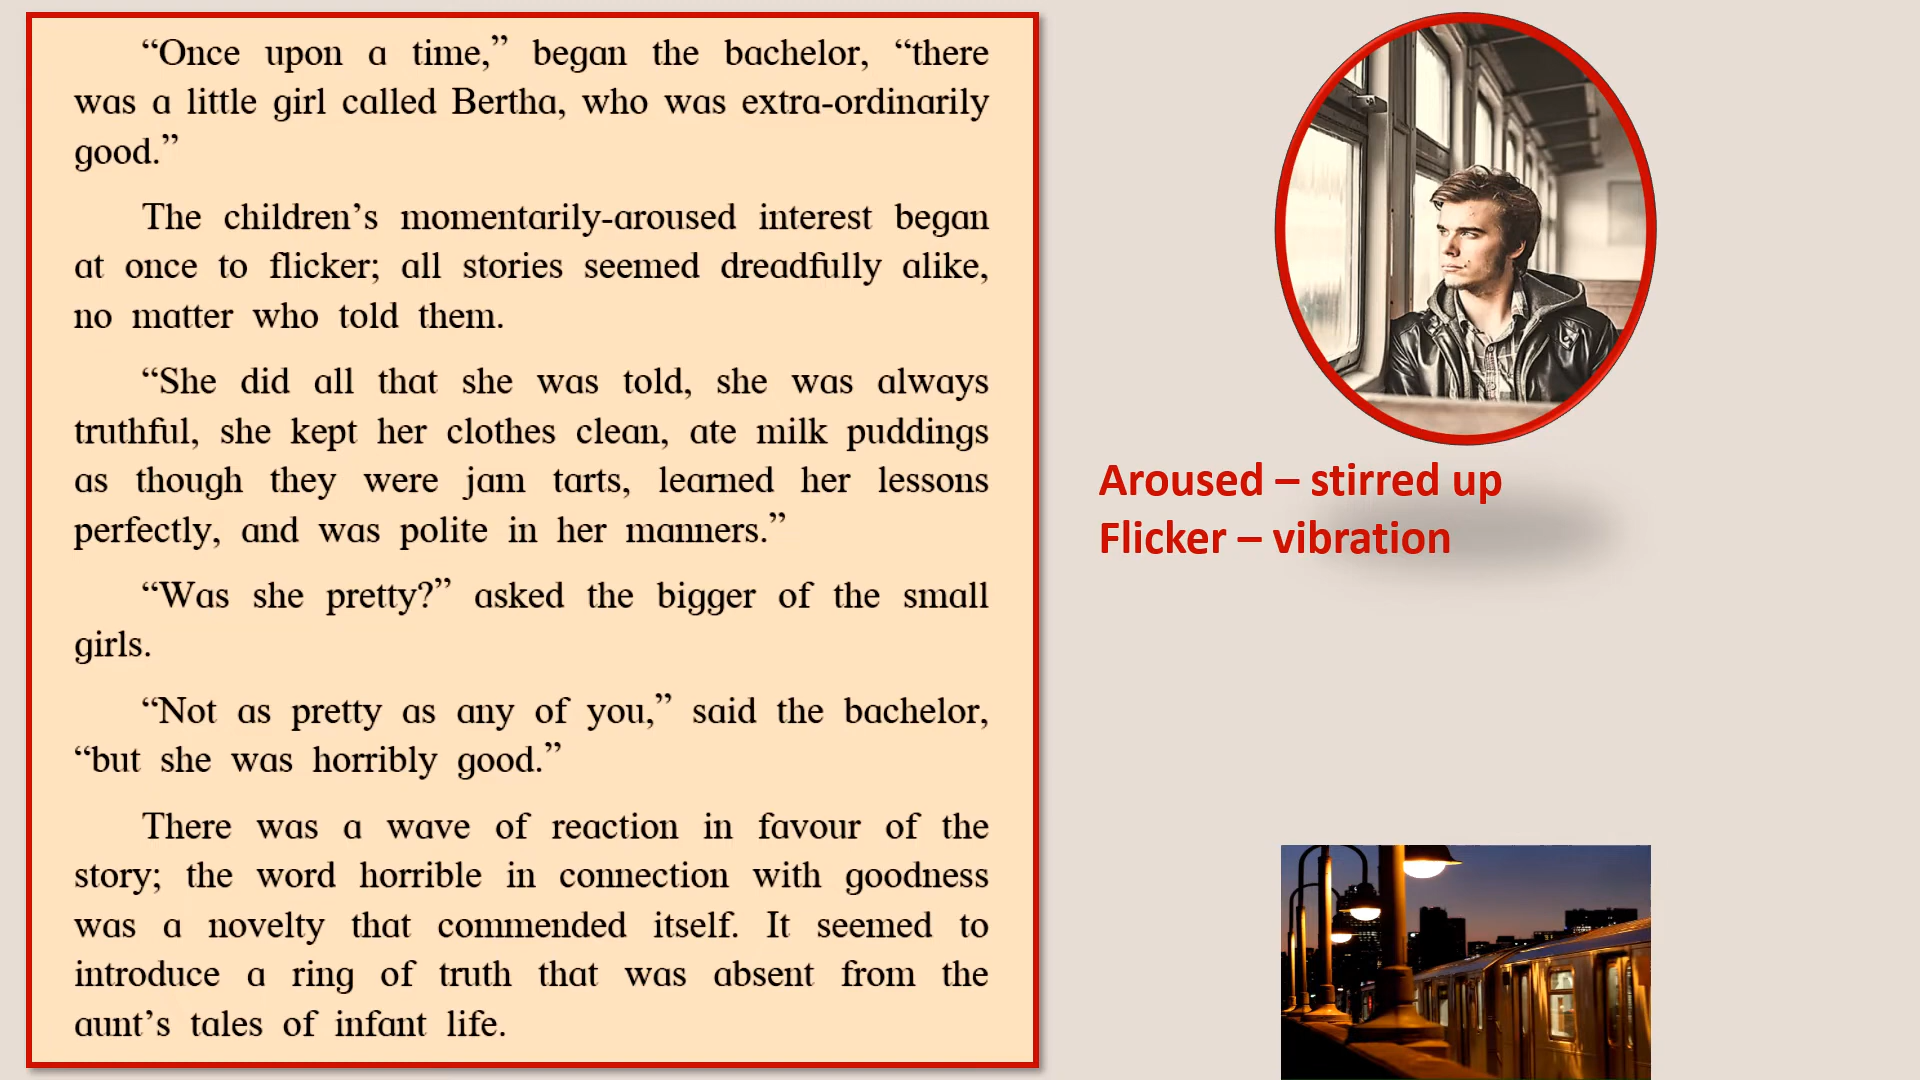 “Once upon a time,” began the bachelor, “there
was a little girl called Bertha, who was extra-ordinarily
good.”
The children’s momentarily-aroused interest began
at once to flicker; all stories seemed dreadfully alike,
no matter who told them.
“She did all that she was told, she was always
truthful, she kept her clothes clean, ate milk puddings
as though they were jam tarts, learned her lessons
perfectly, and was polite in her manners.”
“Was she pretty?” asked the bigger of the small
girls.
“Not as pretty as any of you,” said the bachelor,
“but she was horribly good.”
There was a wave of reaction in favour of the
story; the word horrible in connection with goodness
was a novelty that commended itself. It seemed to
introduce a ring of truth that was absent from the
aunt’s tales of infant life.
Aroused – stirred up
Flicker – vibration